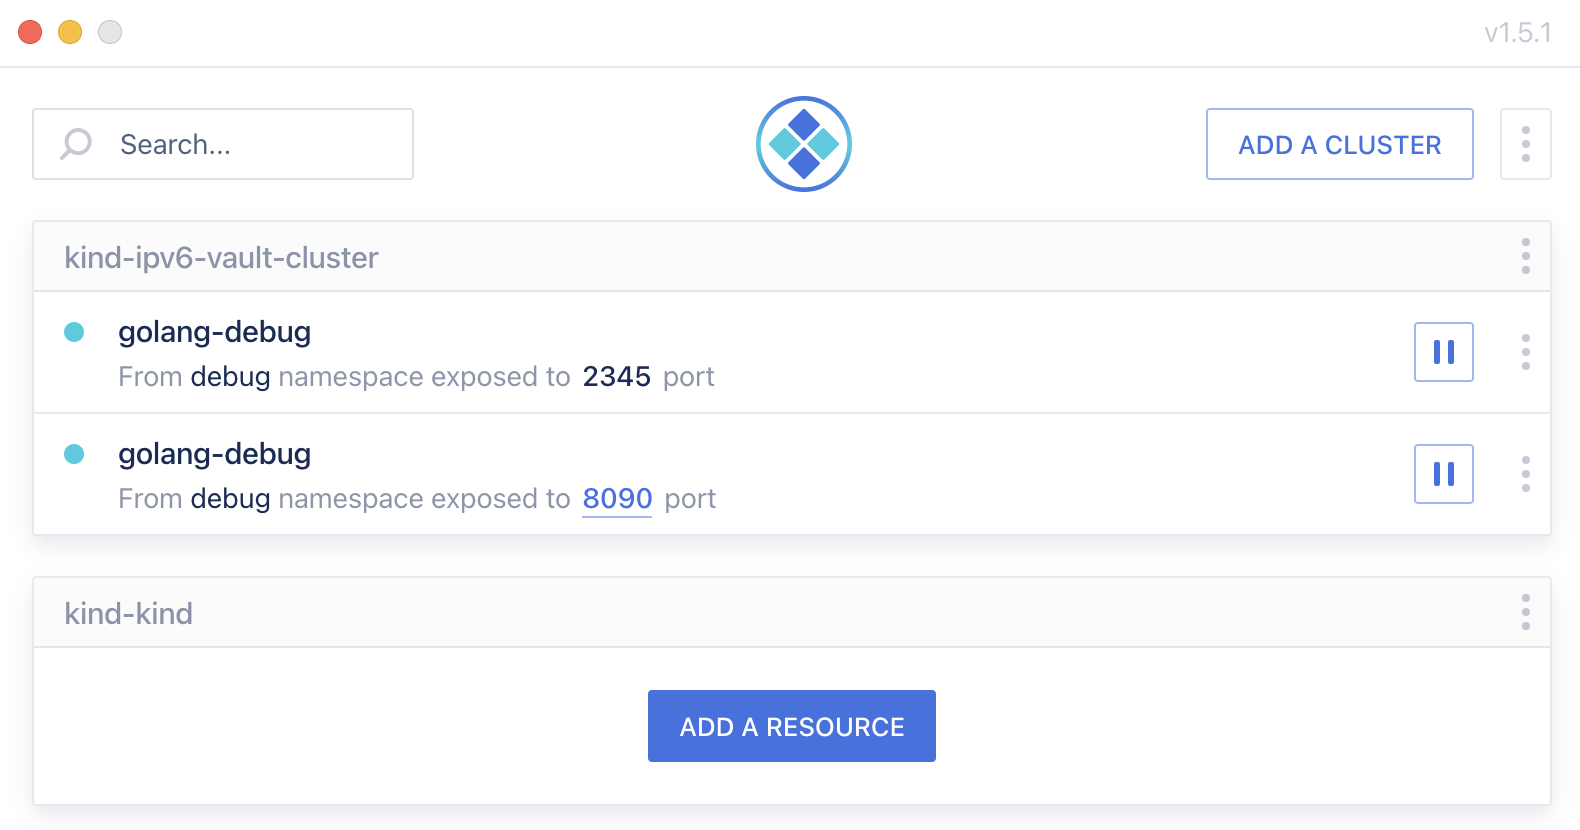 v1.5.1
Search...
ADD A CLUSTER
kind-ipv6-vault-cluster
golang-debug
From debug namespace exposed to 2345 port
golang-debug
From debug namespace exposed to 8090 port
kind-kind
ADD A RESOURCE